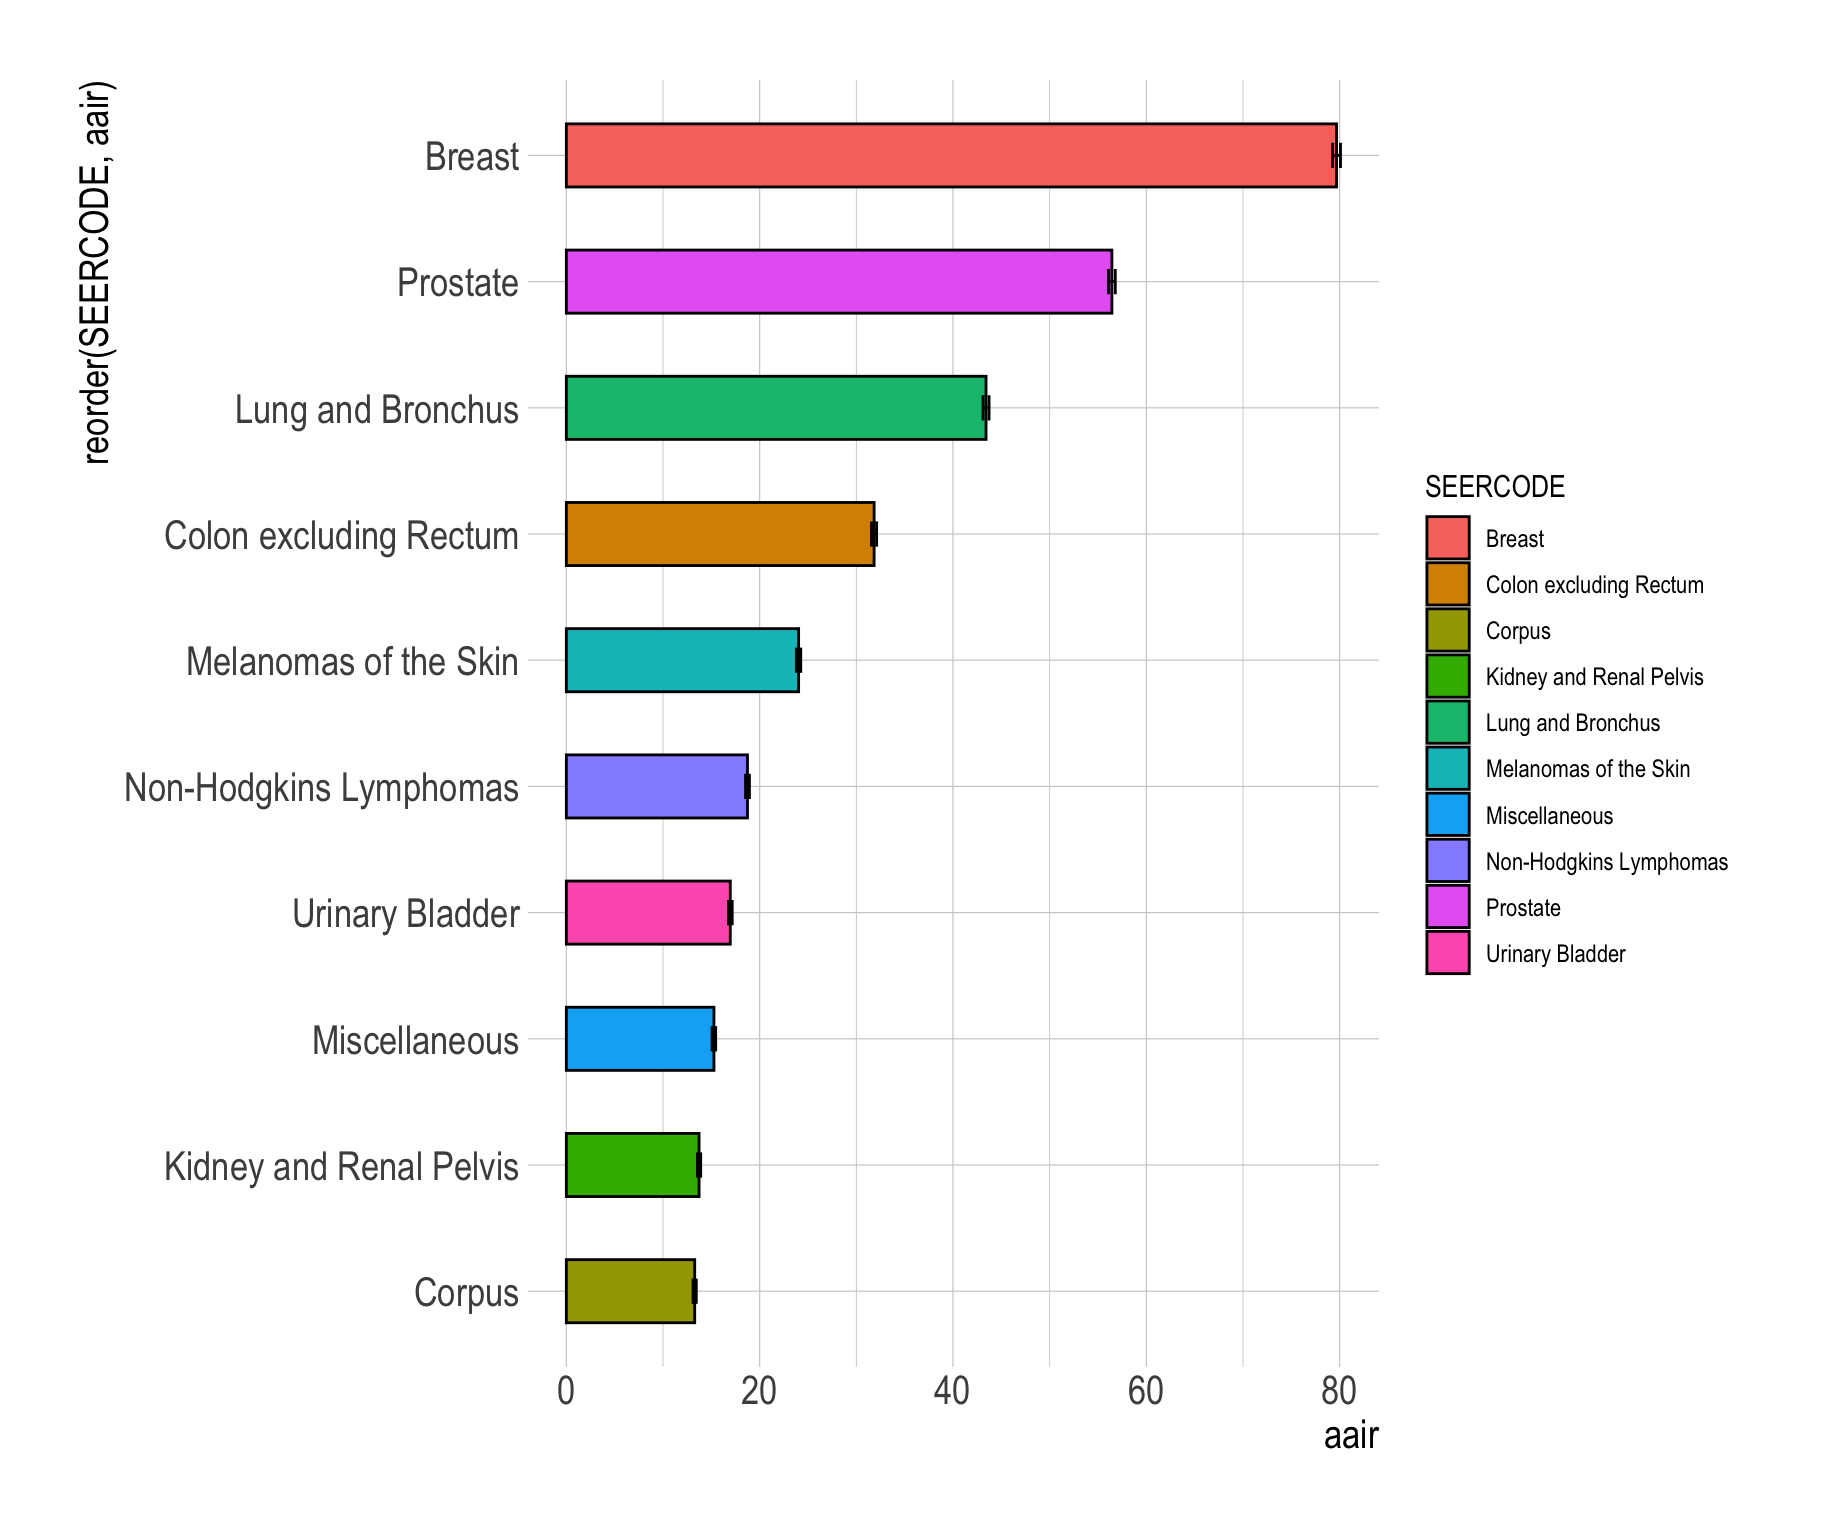 reorder(SEERCODE, aair)
Breast
Prostate
Lung and Bronchus
Colon excluding Rectum
Melanomas of the Skin
Non-Hodgkins Lymphomas
Urinary Bladder
Miscellaneous
Kidney and Renal Pelvis
Corpus
0 20 40 60 80
aair
SEERCODE
Breast
Colon excluding Rectum
Corpus
Kidney and Renal Pelvis
Lung and Bronchus
Melanomas of the Skin
Miscellaneous
Non-Hodgkins Lymphomas
Prostate
Urinary Bladder